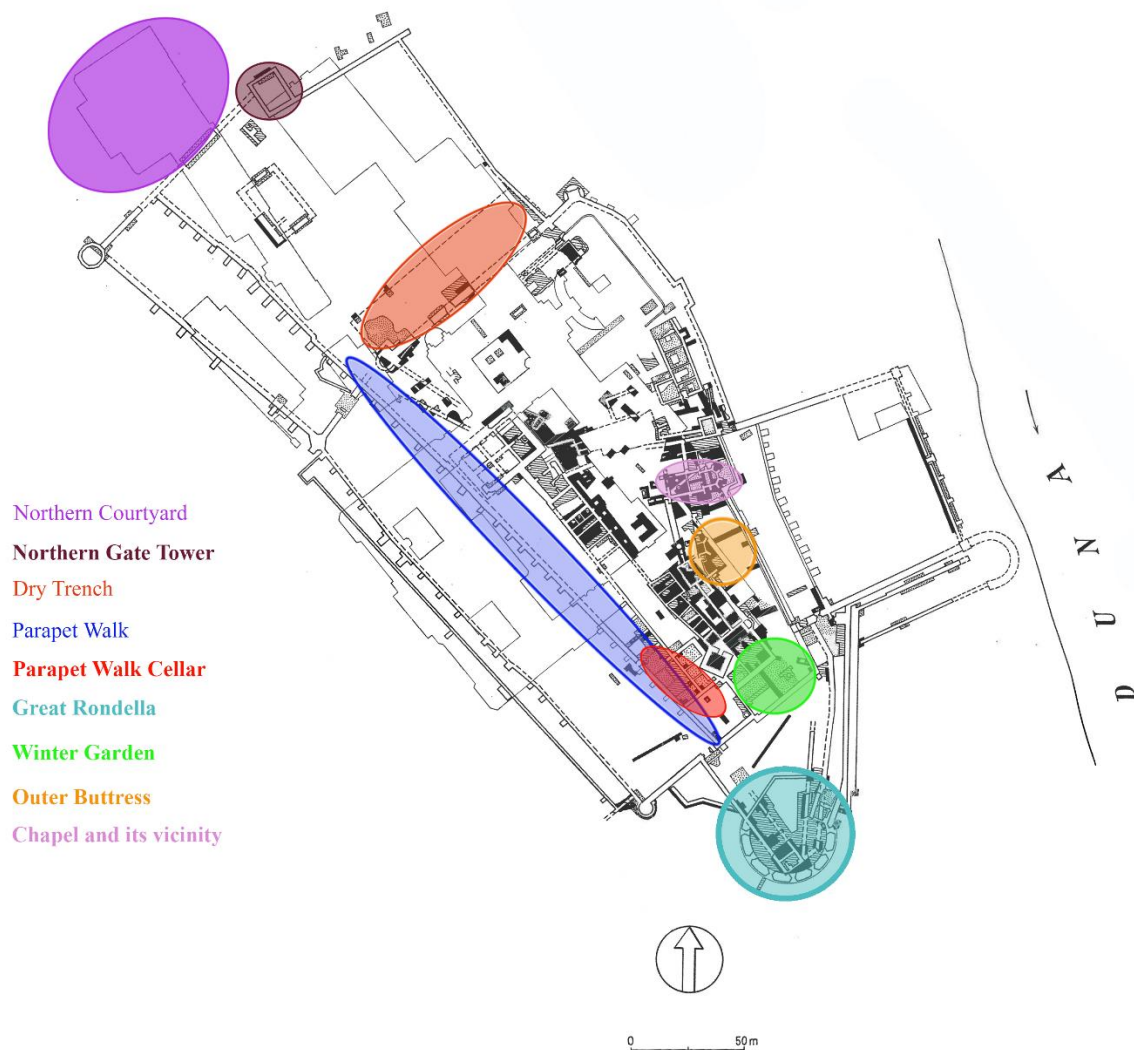 Northern Courtyard
Northern Gate Tower
Dry Trench
Parapet Walk
Parapet Walk Cellar
Great Rondella
Winter Garden
Outer Buttress
Chapel and its vicinity
DUNA
0 50 m